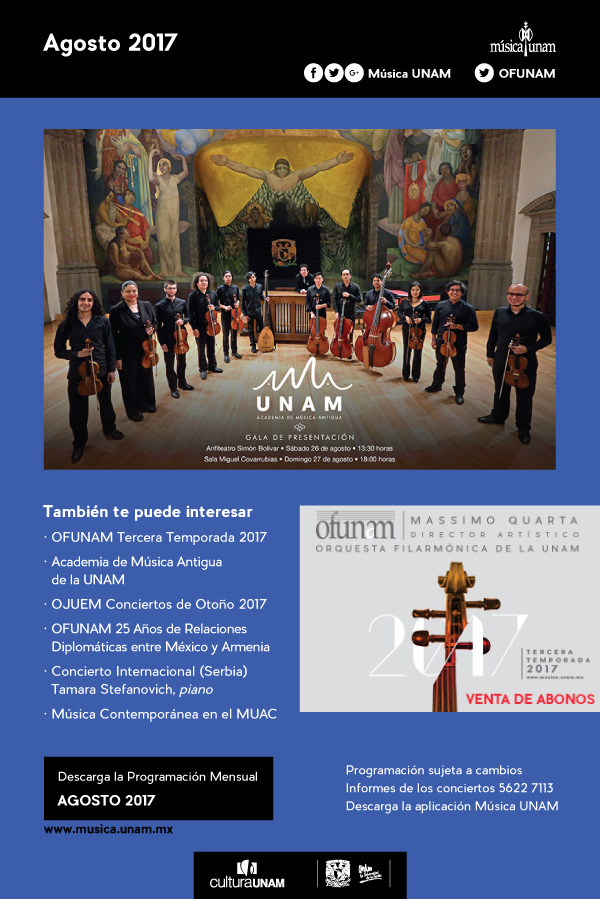 Agosto 2017
música unam
Música UNAM
OFUNAM
UNAM
ACADEMIA DE MÚSICA ANTIGUA
GALA DE PRESENTACIÓN
Anfiteatro Simón Bolívar • Sábado 26 de agosto • 13:30 horas
Sala Miguel Covarrubias • Domingo 27 de agosto • 18:00 horas
También te puede interesar
· OFUNAM Tercera Temporada 2017
· Academia de Música Antigua
de la UNAM
· OJUEM Conciertos de Otoño 2017
· OFUNAM 25 Años de Relaciones
Diplomáticas entre México y Armenia
· Concierto Internacional (Serbia)
Tamara Stefanovich, piano
· Música Contemporánea en el MUAC
ofunam
MASSIMO QUARTA
DIRECTOR ARTÍSTICO
ORQUESTA FILARMÓNICA DE LA UNAM
2017
TERCERA
TEMPORADA
2017
www.musica.unam.mx
VENTA DE ABONOS
Descarga la Programación Mensual
AGOSTO 2017
www.musica.unam.mx
Programación sujeta a cambios
Informes de los conciertos 5622 7113
Descarga la aplicación Música UNAM
culturaUNAM